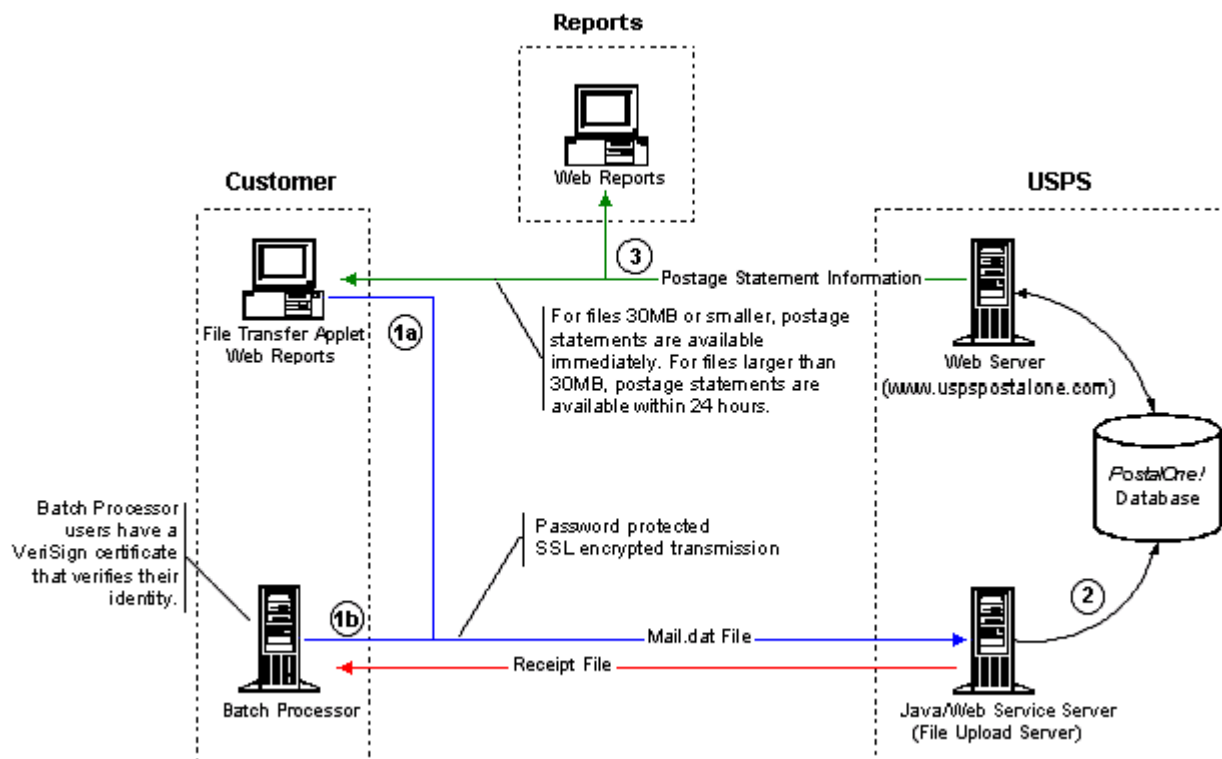 Reports
Web Reports
Customer
USPS
3
Postage Statement Information
File Transfer Applet
Web Reports
1a
For files 30MB or smaller, postage
statements are available
immediately. For files larger than
30MB, postage statements are
available within 24 hours.
Web Server
(www.uspspostalone.com)
PostalOne!
Database
Batch Processor
users have a
VeriSign certificate
that verifies their
identity.
Password protected
SSL encrypted transmission
2
1b
Mail.dat File
Receipt File
Batch Processor
Java/Web Service Server
(File Upload Server)